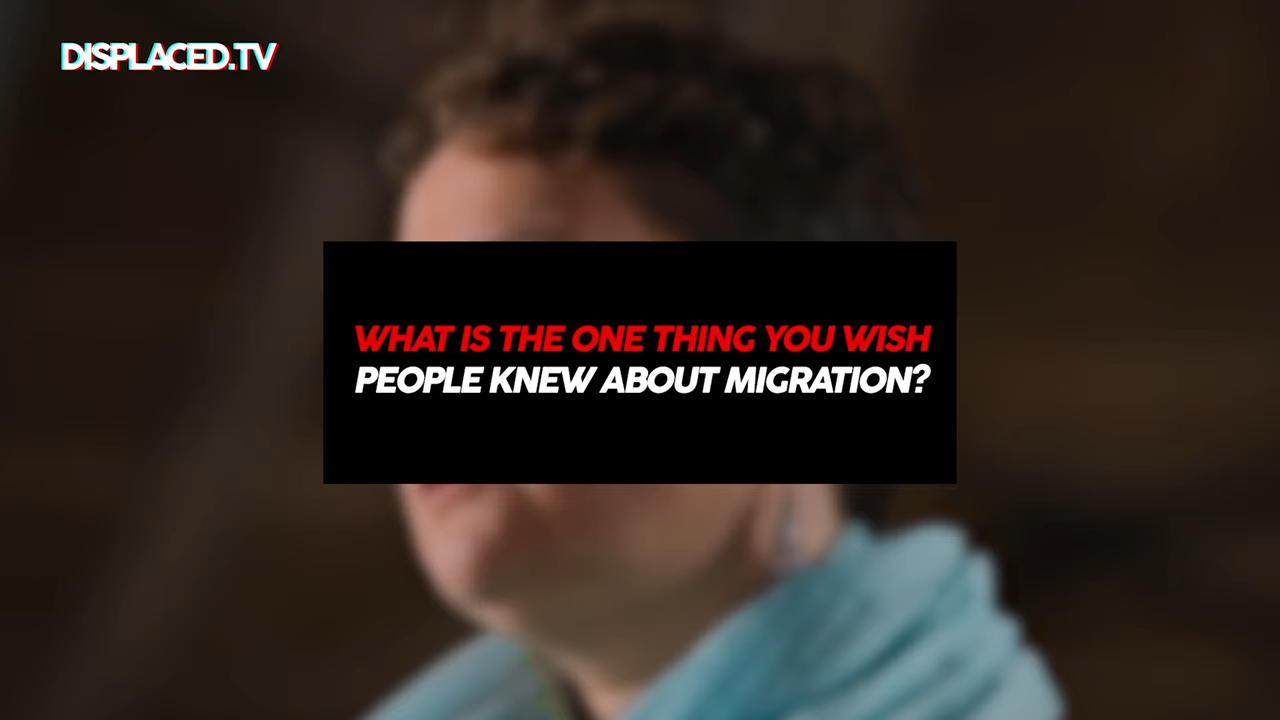 DISPLACED.TV
WHAT IS THE ONE THING YOU WISH
PEOPLE KNEW ABOUT MIGRATION?